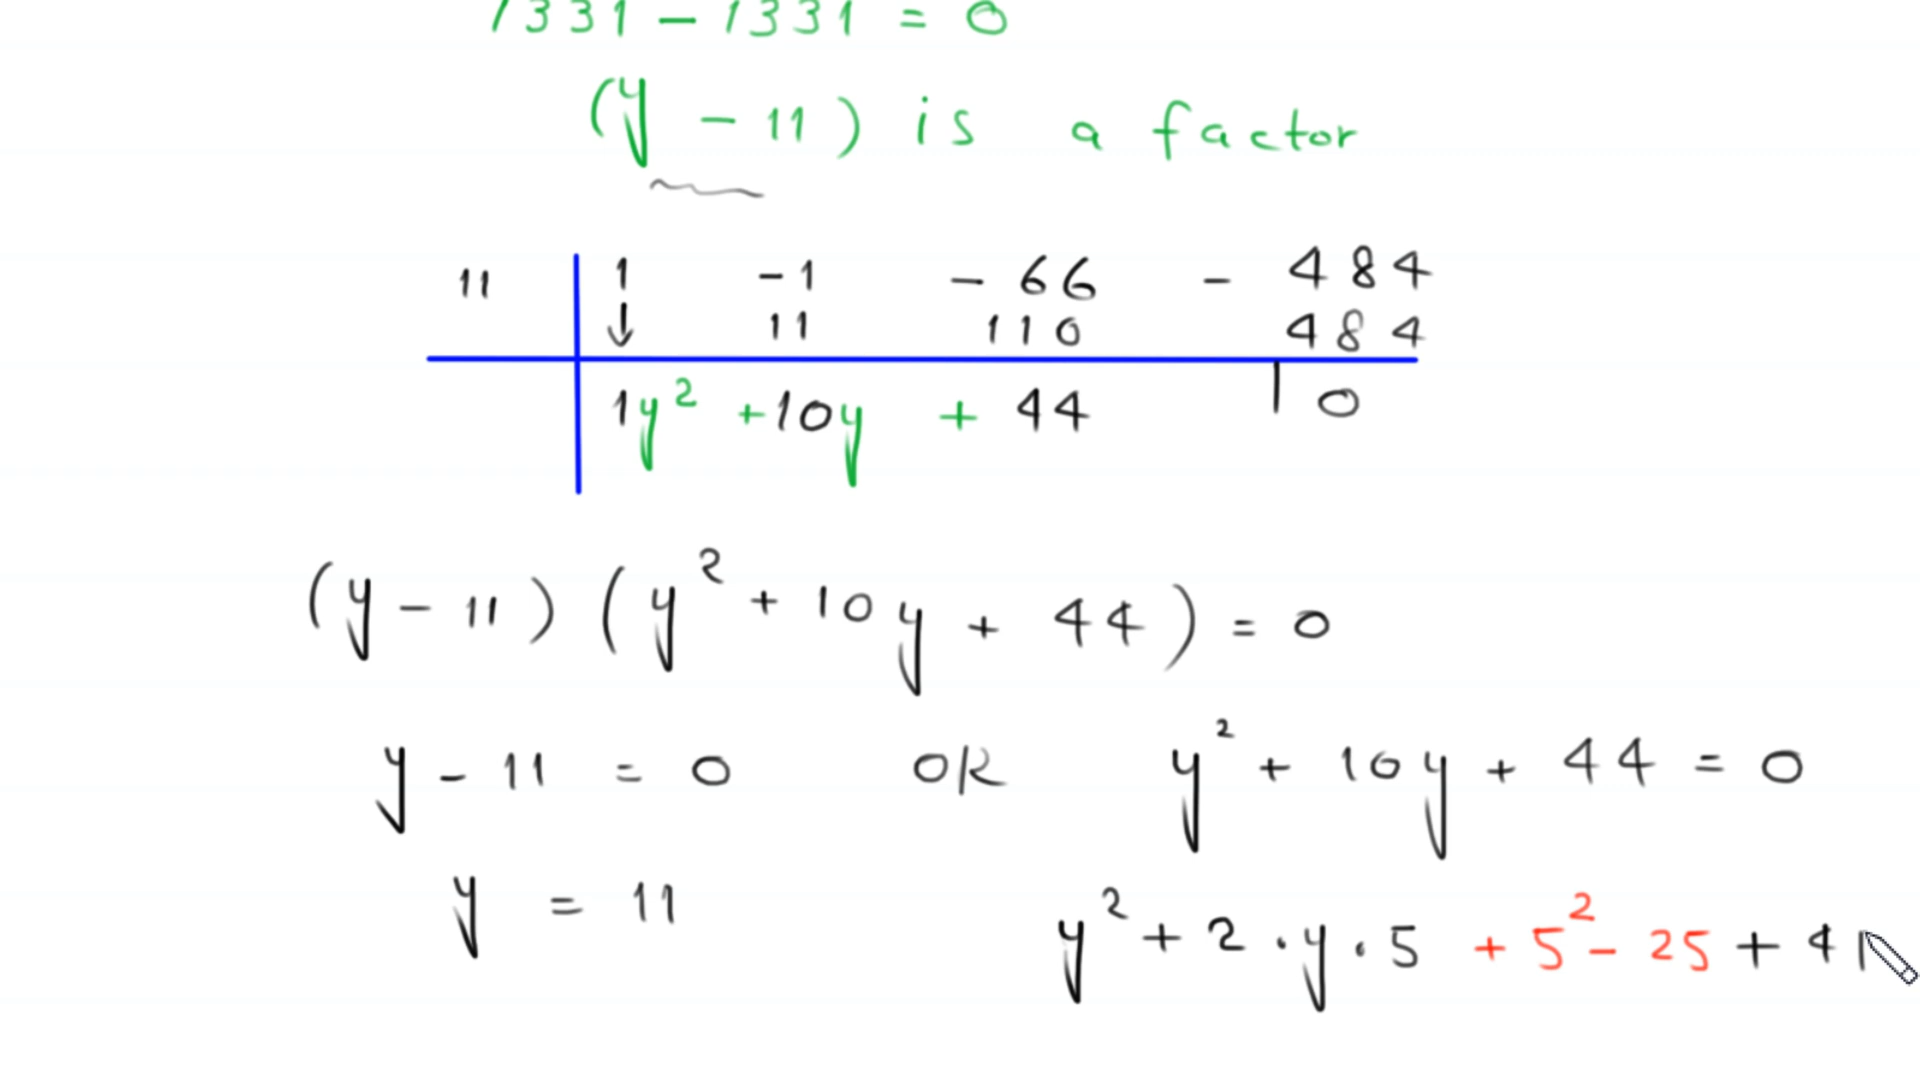 1331 - 1331 = 0
(y - 11) is a factor
11 1 -1 - 66 - 484
11 110 484
1y² + 10y + 44 0
(y - 11) (y² + 10y + 44) = 0
y - 11 = 0 OR y² + 10y + 44 = 0
y = 11 y² + 2 · y · 5 + 5² - 25 + 4